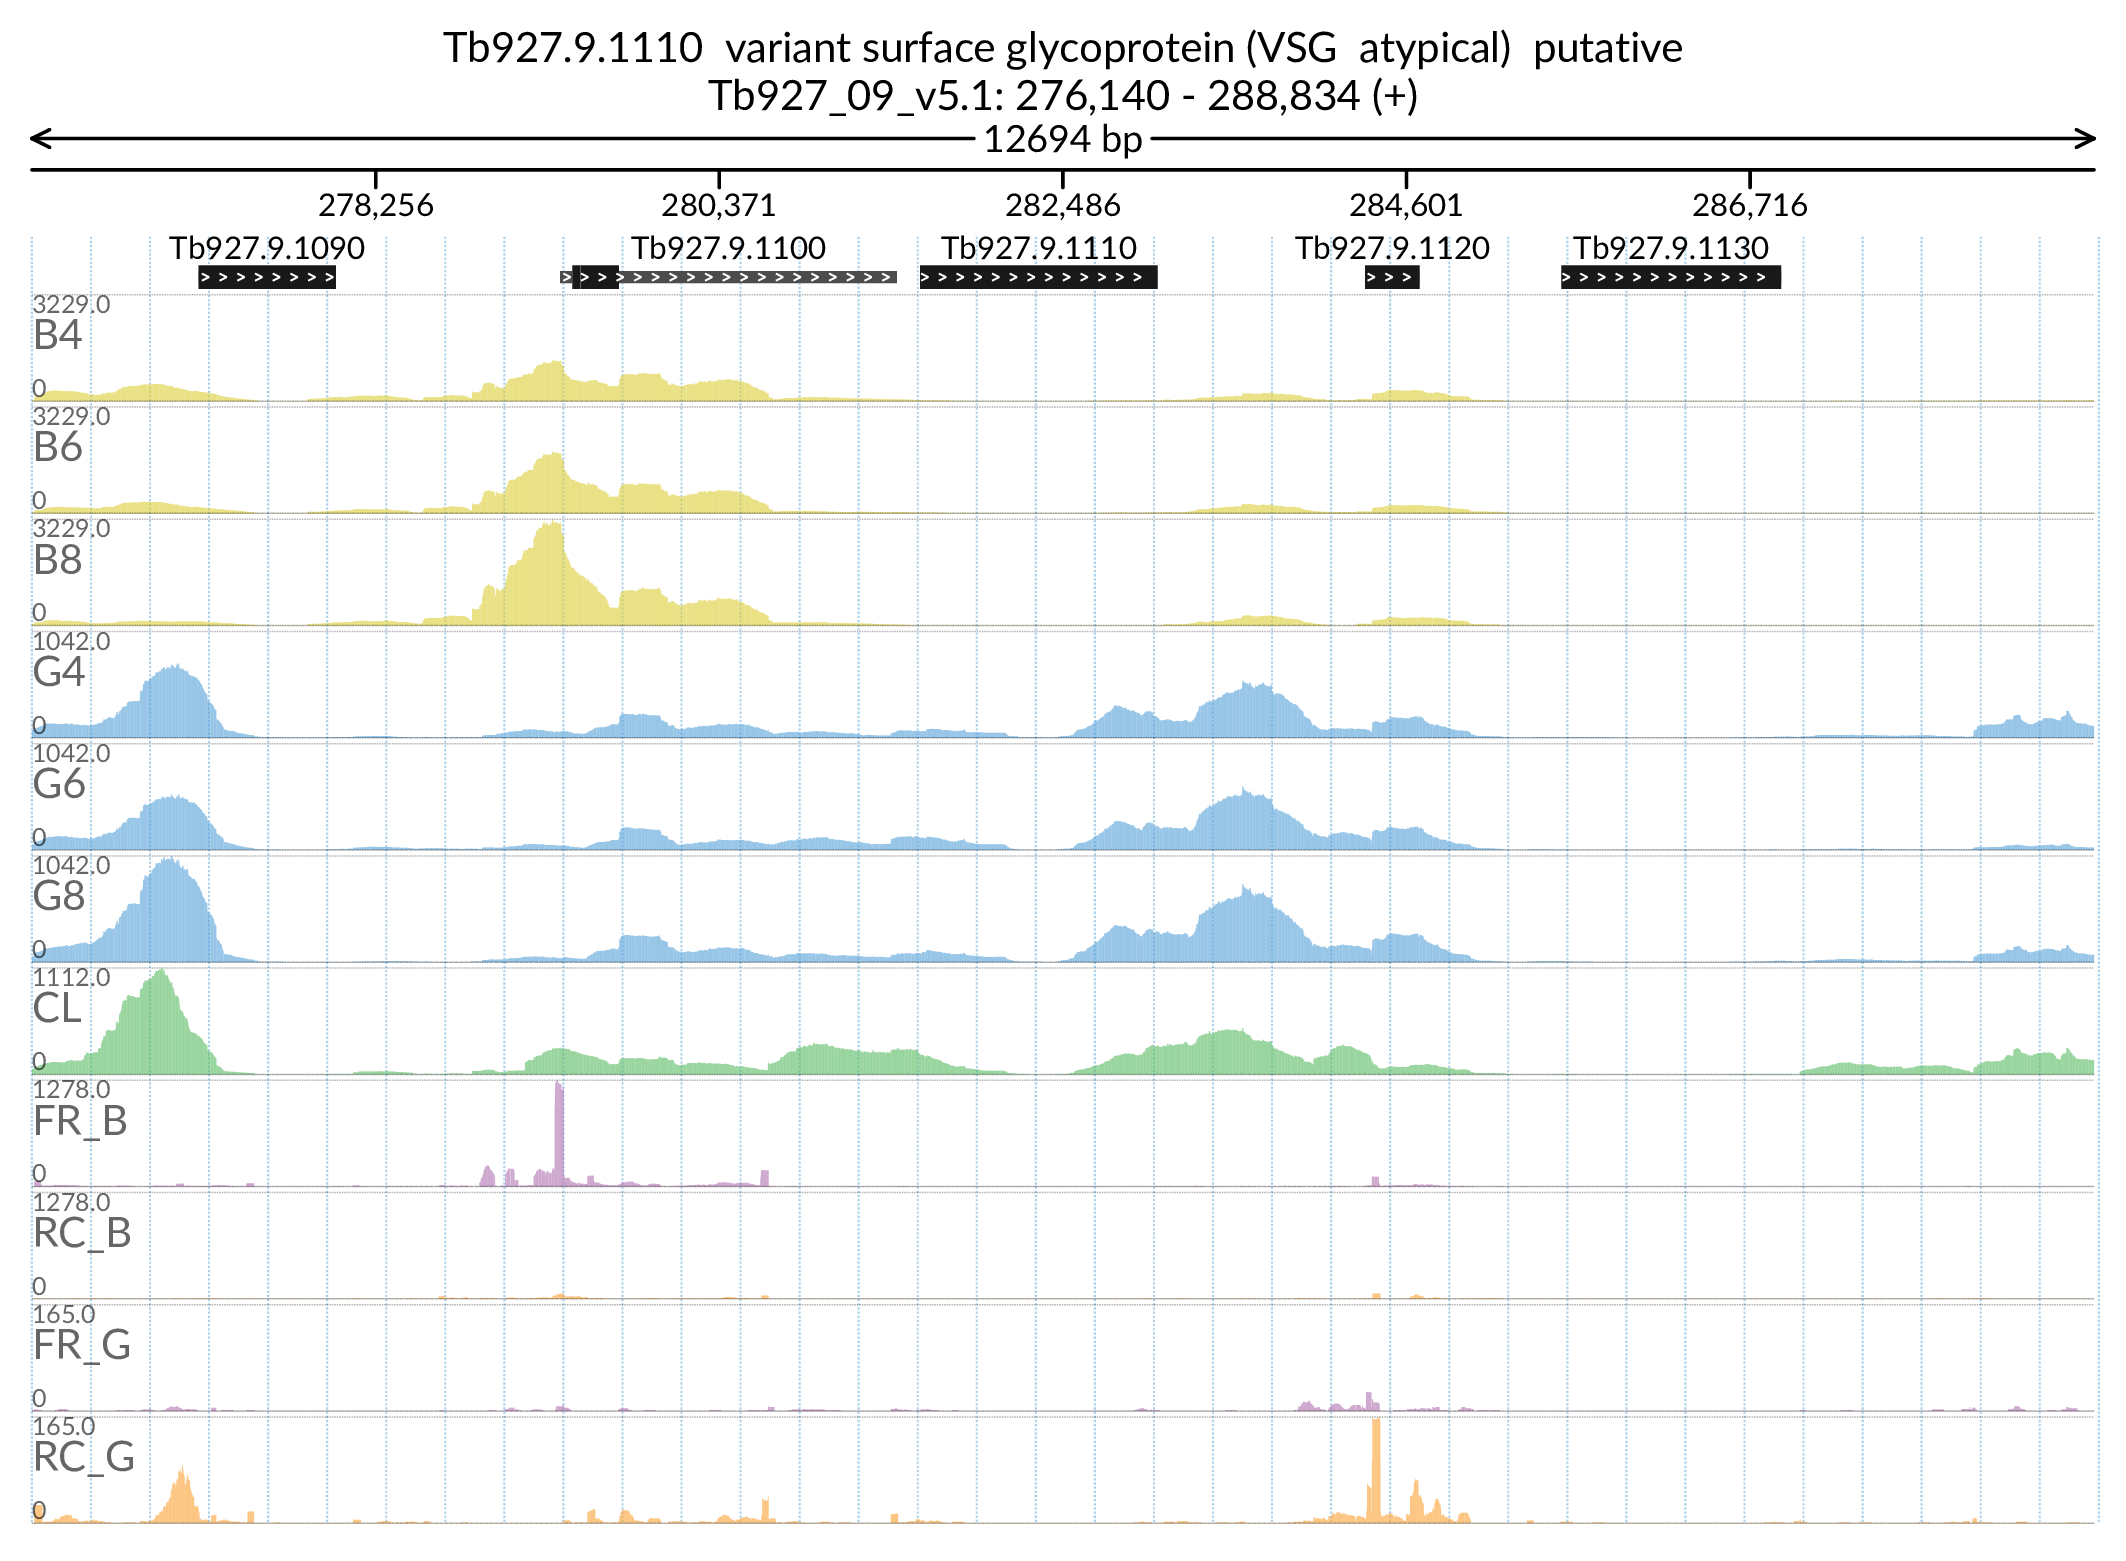 Tb927.9.1110 variant surface glycoprotein (VSG atypical) putative
Tb927_09_v5.1: 276,140 - 288,834 (+)
12694 bp
278,256 280,371 282,486 284,601 286,716
Tb927.9.1090 Tb927.9.1100 Tb927.9.1110 Tb927.9.1120 Tb927.9.1130
3229.0
B4
0
3229.0
B6
0
3229.0
B8
0
1042.0
G4
0
1042.0
G6
0
1042.0
G8
0
1112.0
CL
0
1278.0
FR_B
0
1278.0
RC_B
0
165.0
FR_G
0
165.0
RC_G
0